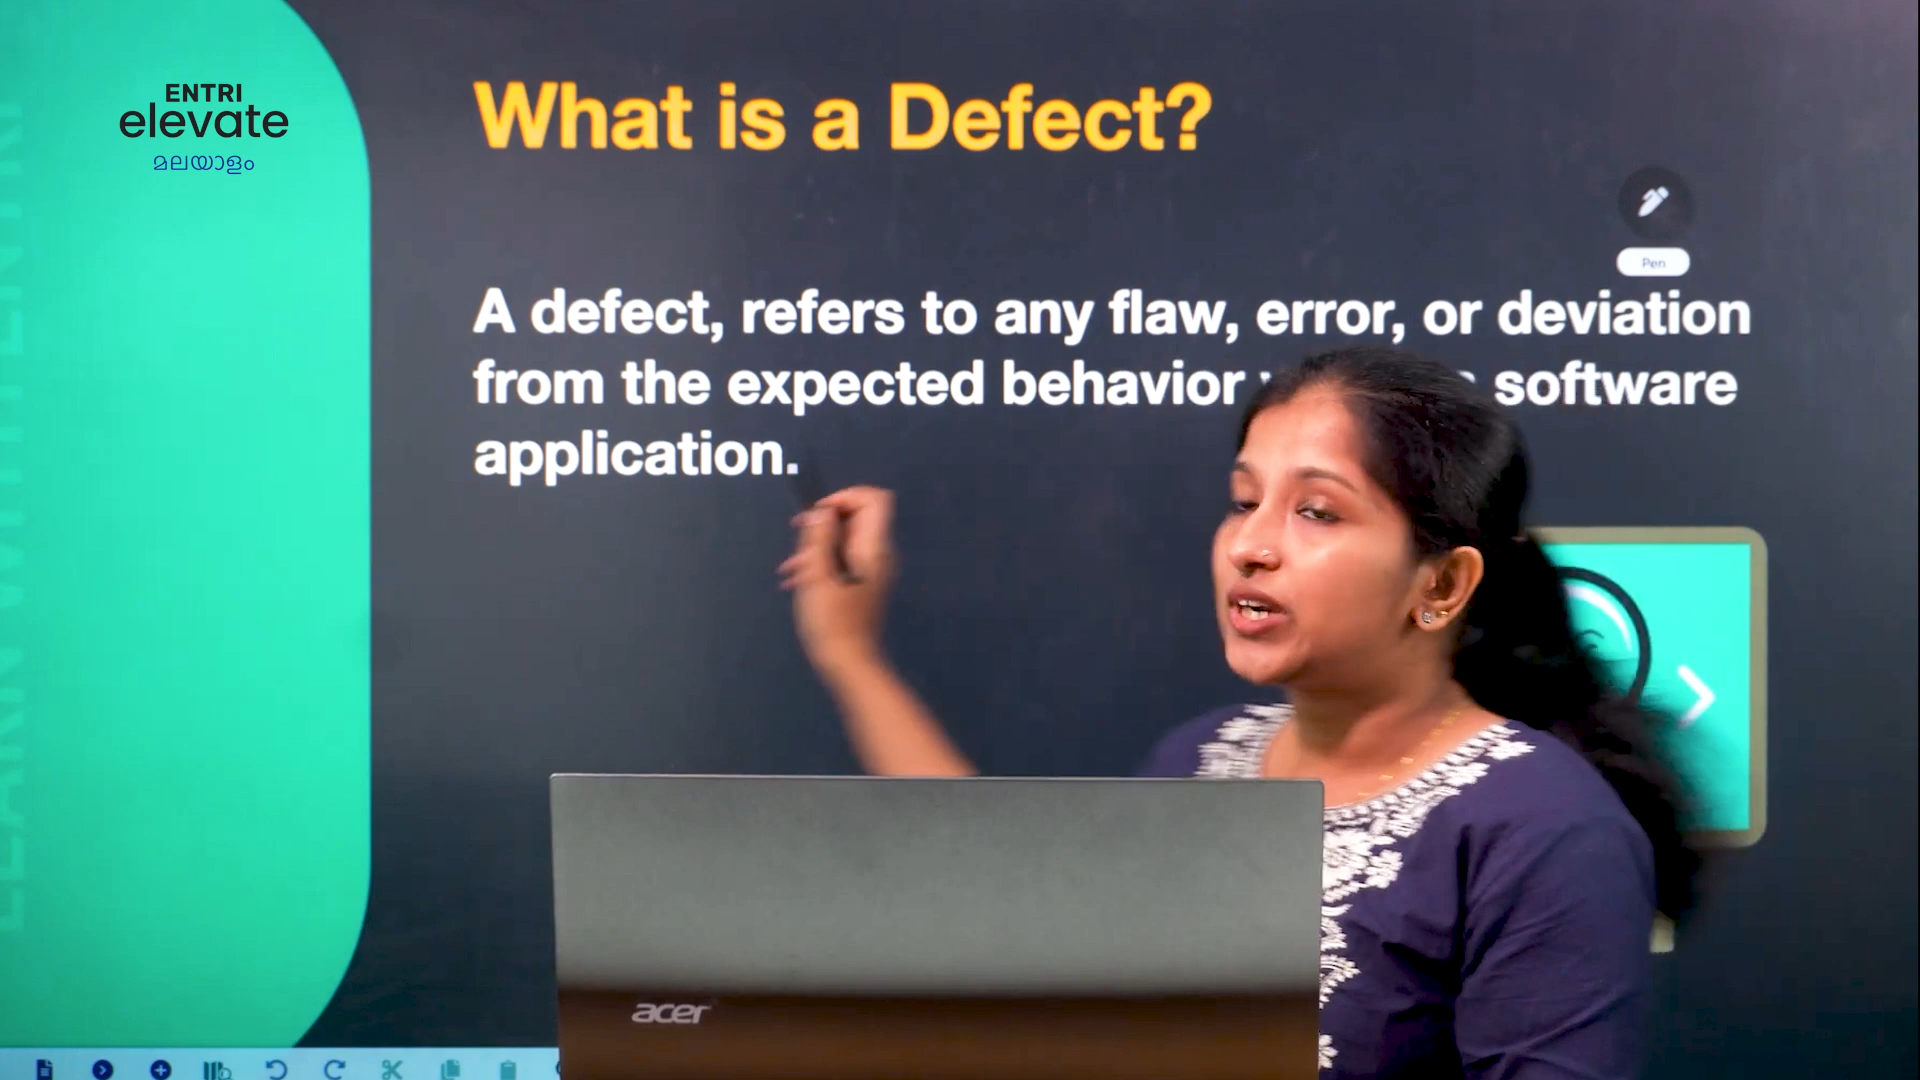 ENTRI
elevate
മലയാളം
What is a Defect?
Pen
A defect, refers to any flaw, error, or deviation
from the expected behavior software
application.
acer